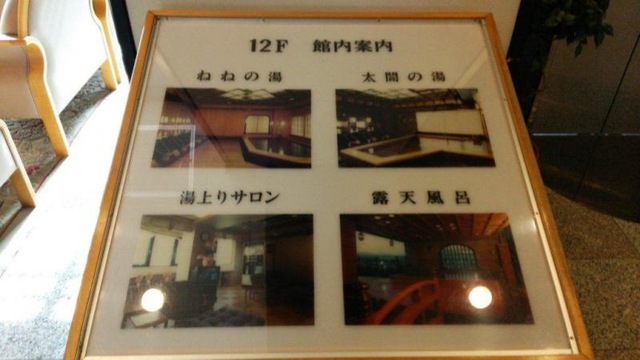 12F 館内案内
ねねの湯
太閤の湯
湯上りサロン
露天風呂